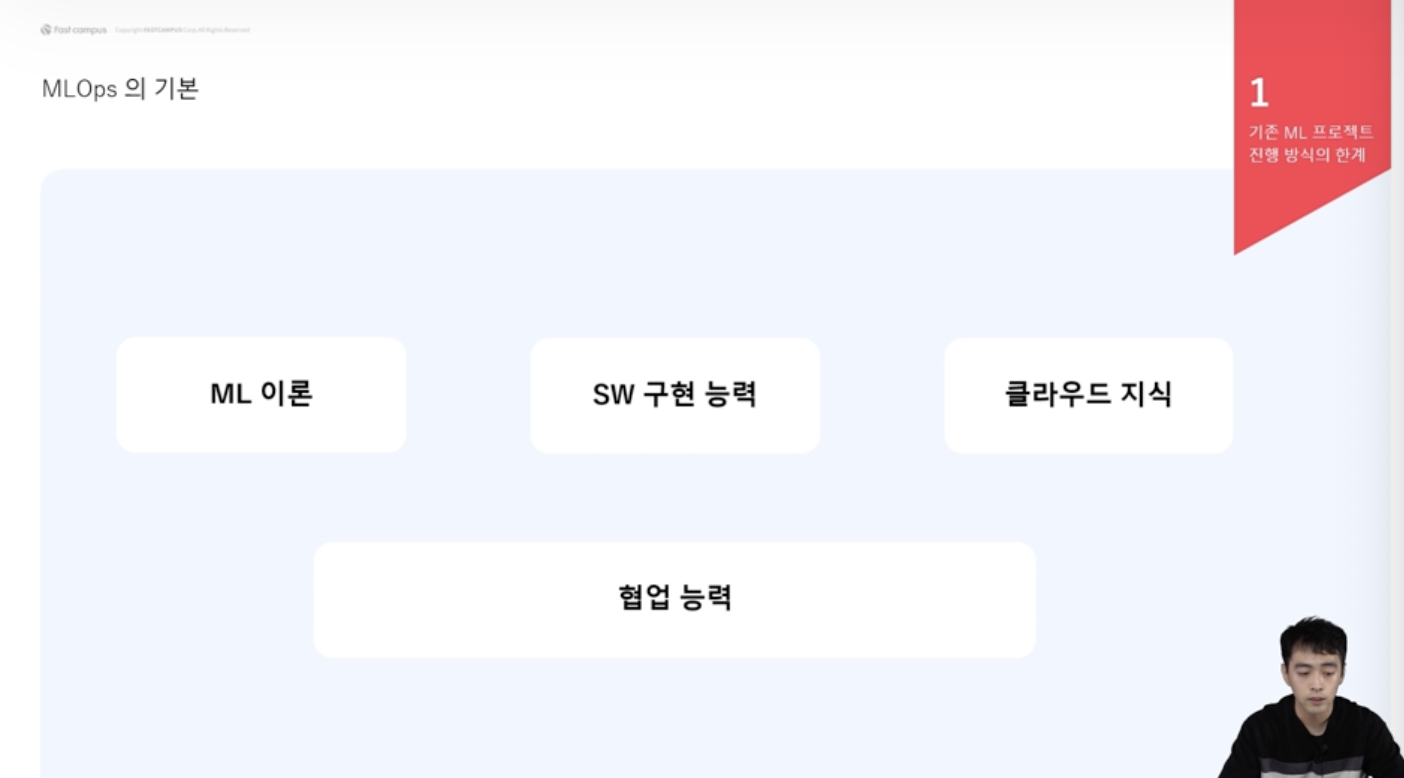 Fast campus Copyright FASTCAMPUS Corp. All Rights Reserved
MLOps 의 기본
1
기존 ML 프로젝트
진행 방식의 한계
ML 이론
SW 구현 능력
클라우드 지식
협업 능력